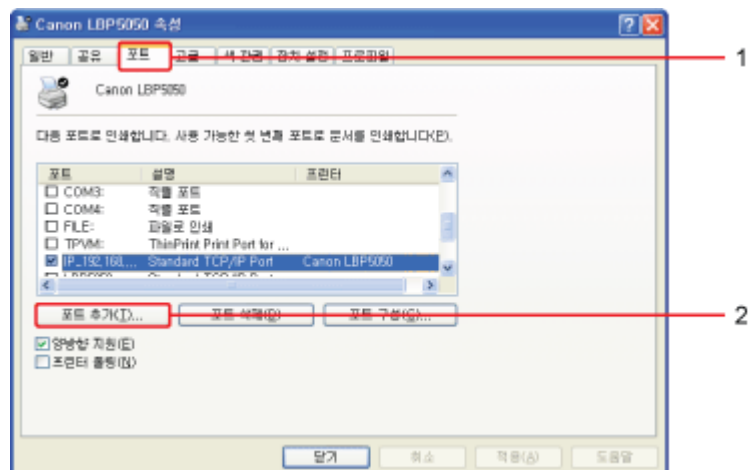 Canon LBP5050 속성
일반 공유 포트 고급 색 관리 장치 설정 프로파일
1
Canon LBP5050
다음 포트로 인쇄합니다. 사용 가능한 첫 번째 포트로 문서를 인쇄합니다(P).
포트 설명 프린터
COM3: 직렬 포트
COM4: 직렬 포트
FILE: 파일로 인쇄
TPVM: ThinPrint Print Port for ...
IP_192,168,... Standard TCP/IP Port Canon LBP5050
포트 추가(T)... 포트 삭제(D) 포트 구성(C)...
2
양방향 지원(E)
프린터 풀링(N)
닫기 취소 적용(A) 도움말